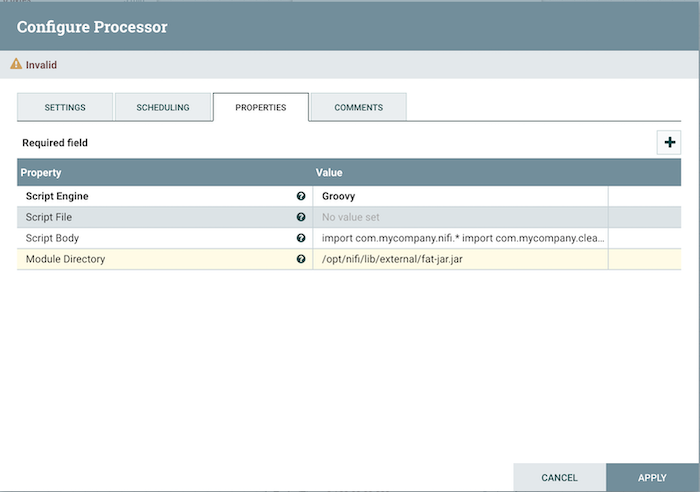 Configure Processor
Invalid
SETTINGS SCHEDULING PROPERTIES COMMENTS
Required field
Property Value
Script Engine Groovy
Script File No value set
Script Body import com.mycompany.nifi.* import com.mycompany.clea...
Module Directory /opt/nifi/lib/external/fat-jar.jar
CANCEL APPLY